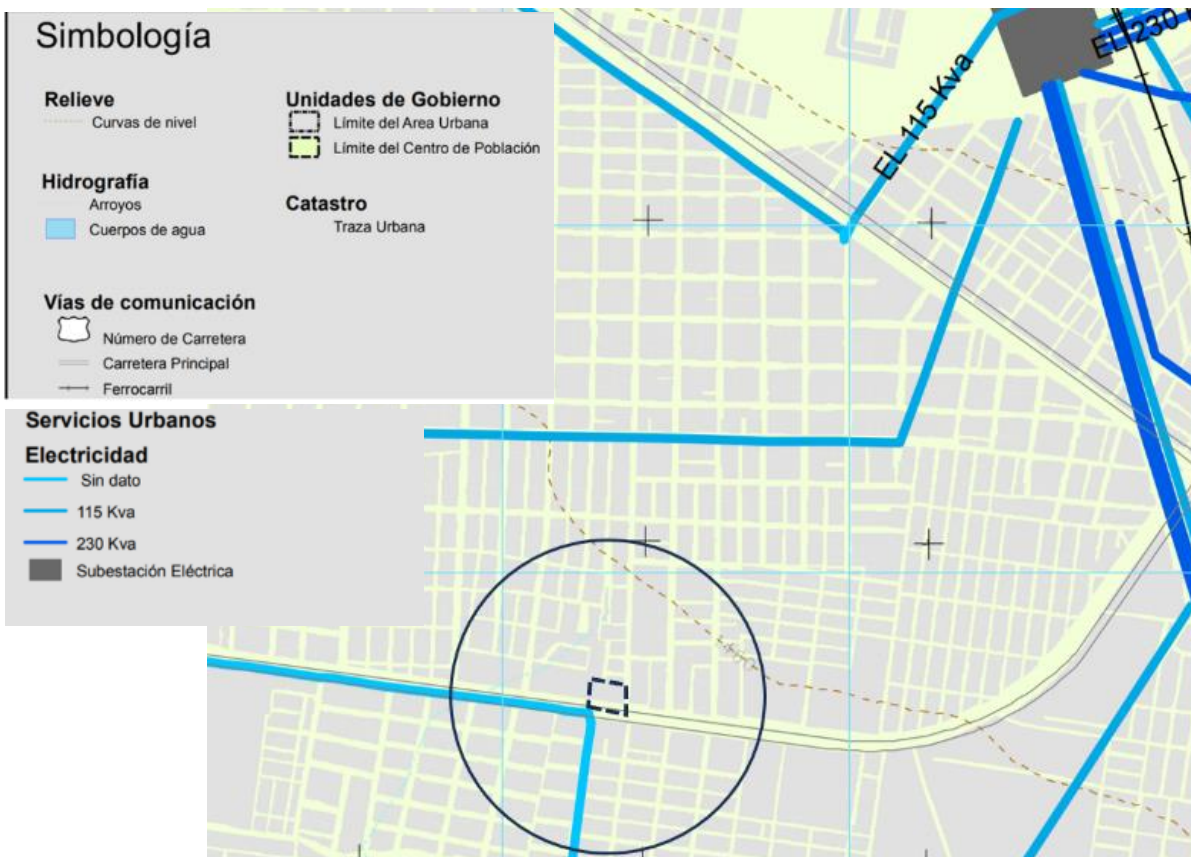 Simbología
Relieve
Curvas de nivel
Hidrografía
Arroyos
Cuerpos de agua
Vías de comunicación
Número de Carretera
Carretera Principal
Ferrocarril
Unidades de Gobierno
Límite del Area Urbana
Límite del Centro de Población
Catastro
Traza Urbana
Servicios Urbanos
Electricidad
Sin dato
115 Kva
230 Kva
Subestación Eléctrica
EL 115 Kva
EL 230